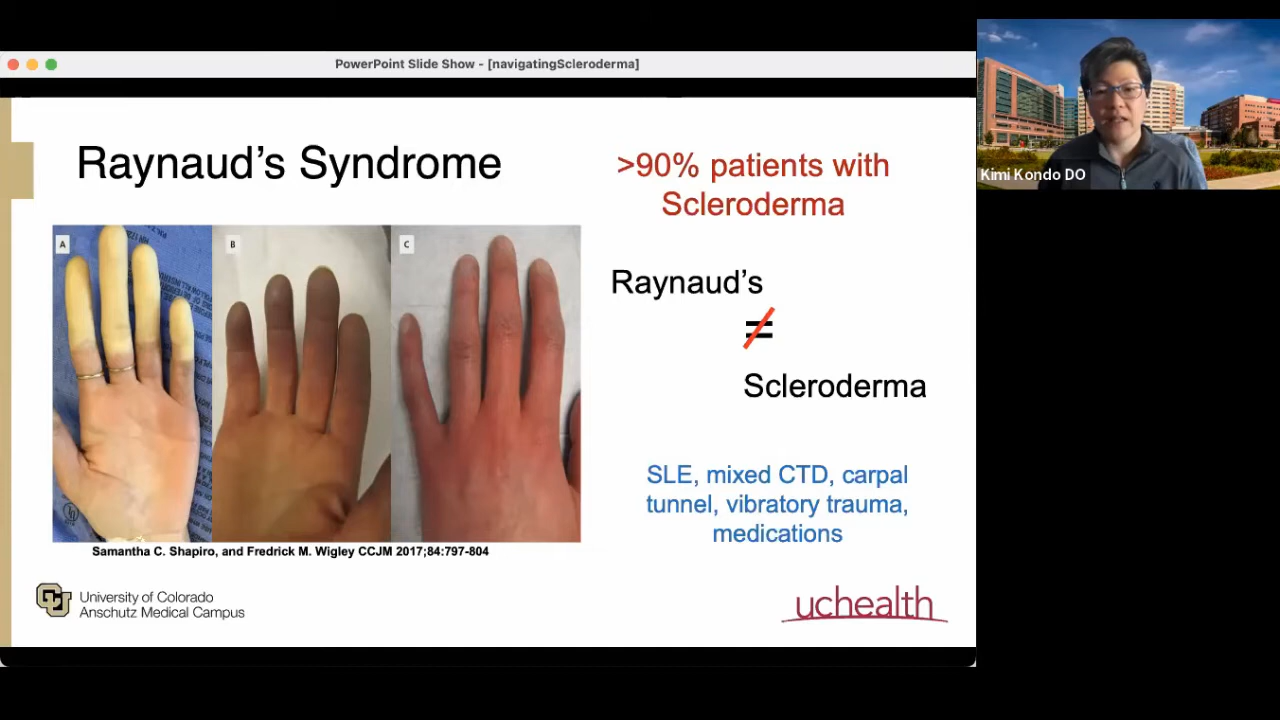 PowerPoint Slide Show - [navigatingScleroderma]
Raynaud's Syndrome
>90% patients with
Scleroderma
A
B
C
Raynaud's
≠
Scleroderma
SLE, mixed CTD, carpal
tunnel, vibratory trauma,
medications
Samantha C. Shapiro, and Fredrick M. Wigley CCJM 2017;84:797-804
CU
University of Colorado
Anschutz Medical Campus
uchealth
Kimi Kondo DO